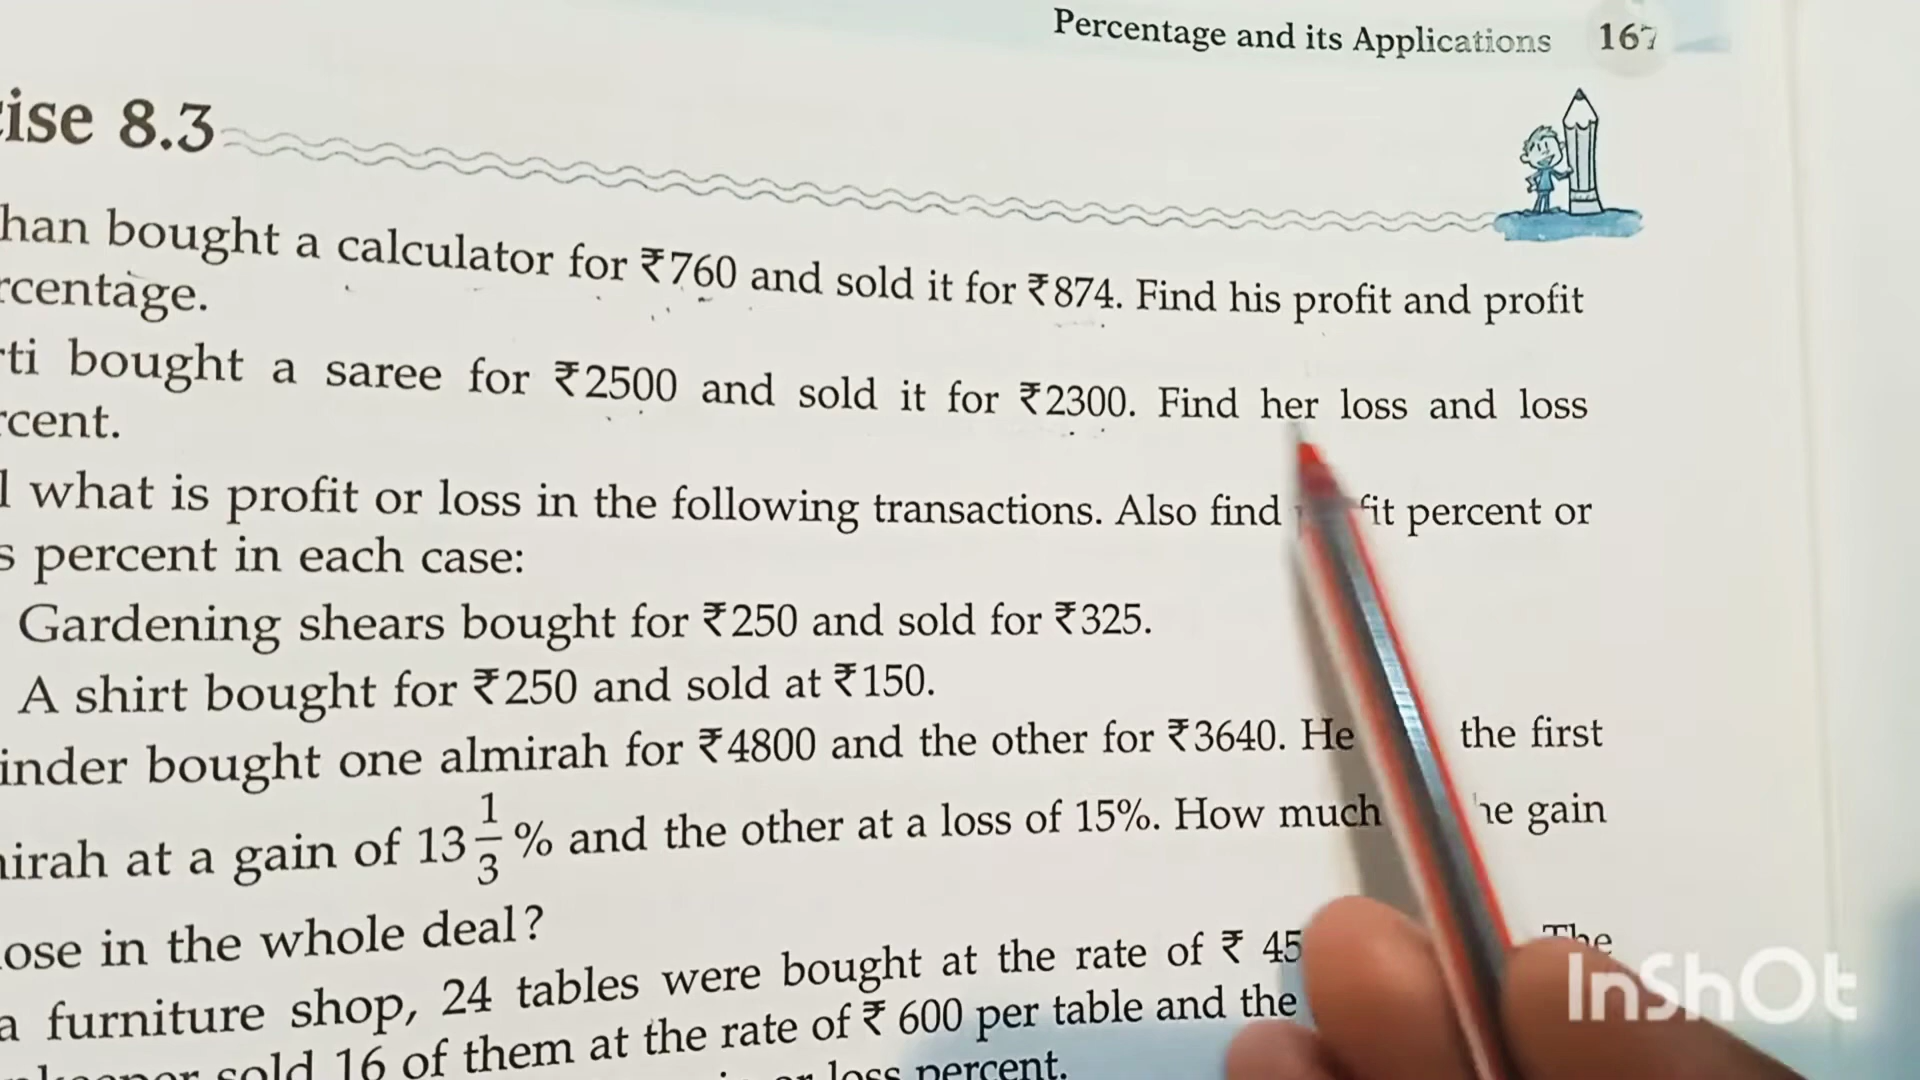 Percentage and its Applications 167
ise 8.3
han bought a calculator for ₹760 and sold it for ₹874. Find his profit and profit
rcentage.
ti bought a saree for ₹2500 and sold it for ₹2300. Find her loss and loss
cent.
l what is profit or loss in the following transactions. Also find fit percent or
s percent in each case:
Gardening shears bought for ₹250 and sold for ₹325.
A shirt bought for ₹250 and sold at ₹150.
inder bought one almirah for ₹4800 and the other for ₹3640. He the first
irah at a gain of 13 1/3 % and the other at a loss of 15%. How much he gain
ose in the whole deal?
a furniture shop, 24 tables were bought at the rate of ₹ 45 The
sold 16 of them at the rate of ₹ 600 per table and the
or loss percent.
InShOt